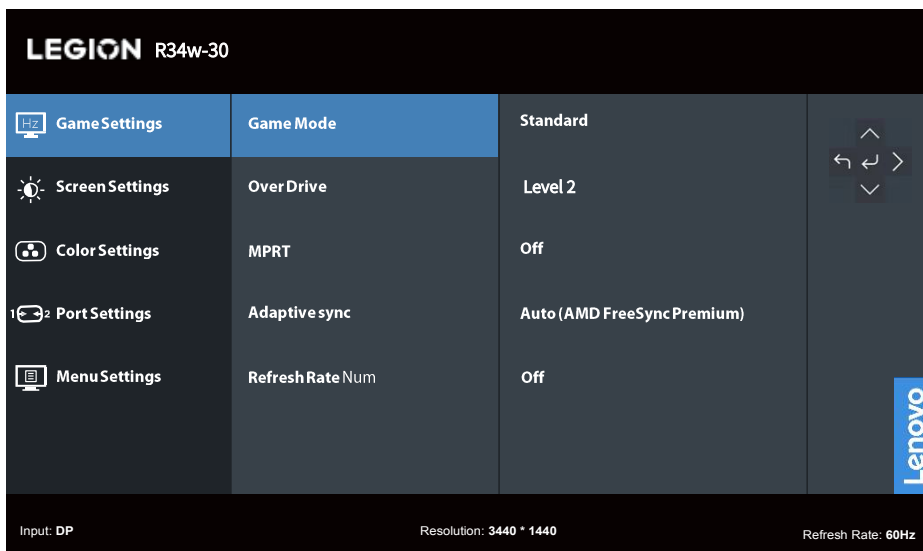 LEGION R34w-30
Game Settings
Game Mode
Standard
Screen Settings
Over Drive
Level 2
Color Settings
MPRT
Off
1 2 Port Settings
Adaptive sync
Auto (AMD FreeSync Premium)
Menu Settings
Refresh Rate Num
Off
Hz
Lenovo
Input: DP
Resolution: 3440 * 1440
Refresh Rate: 60Hz